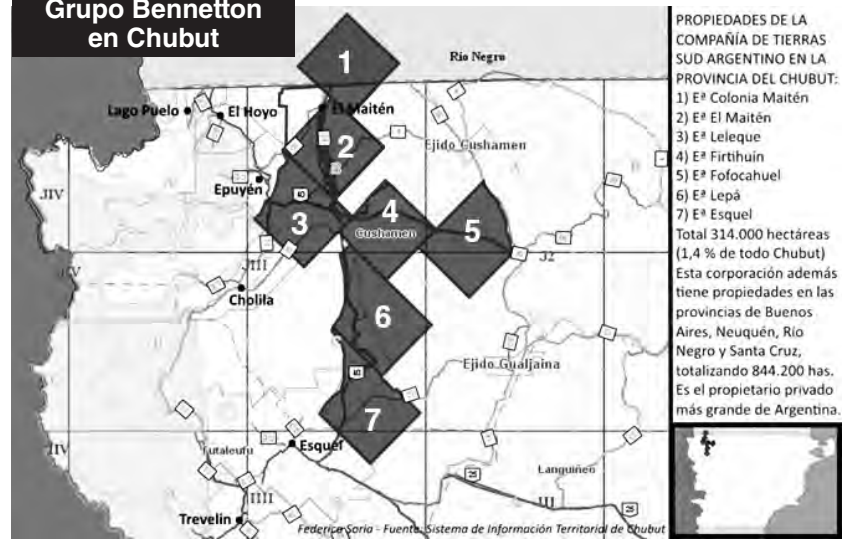 Grupo Bennetton
en Chubut
1
Río Negro
Lago Puelo
El Hoyo
El Maitén
2
Ejido Cushamen
JIV
Epuyén
3
4
Cushamen
5
J2
JIII
Cholila
6
Ejido Gualjaina
7
Esquel
Futaleufu
Languiñeo
IIII
III
Trevelin
Federico Soria - Fuente: Sistema de Información Territorial de Chubut
PROPIEDADES DE LA
COMPAÑÍA DE TIERRAS
SUD ARGENTINO EN LA
PROVINCIA DEL CHUBUT:
1) Eª Colonia Maitén
2) Eª El Maitén
3) Eª Leleque
4) Eª Firtihuín
5) Eª Fofocahuel
6) Eª Lepá
7) Eª Esquel
Total 314.000 hectáreas
(1,4 % de todo Chubut)
Esta corporación además
tiene propiedades en las
provincias de Buenos
Aires, Neuquén, Río
Negro y Santa Cruz,
totalizando 844.200 has.
Es el propietario privado
más grande de Argentina.